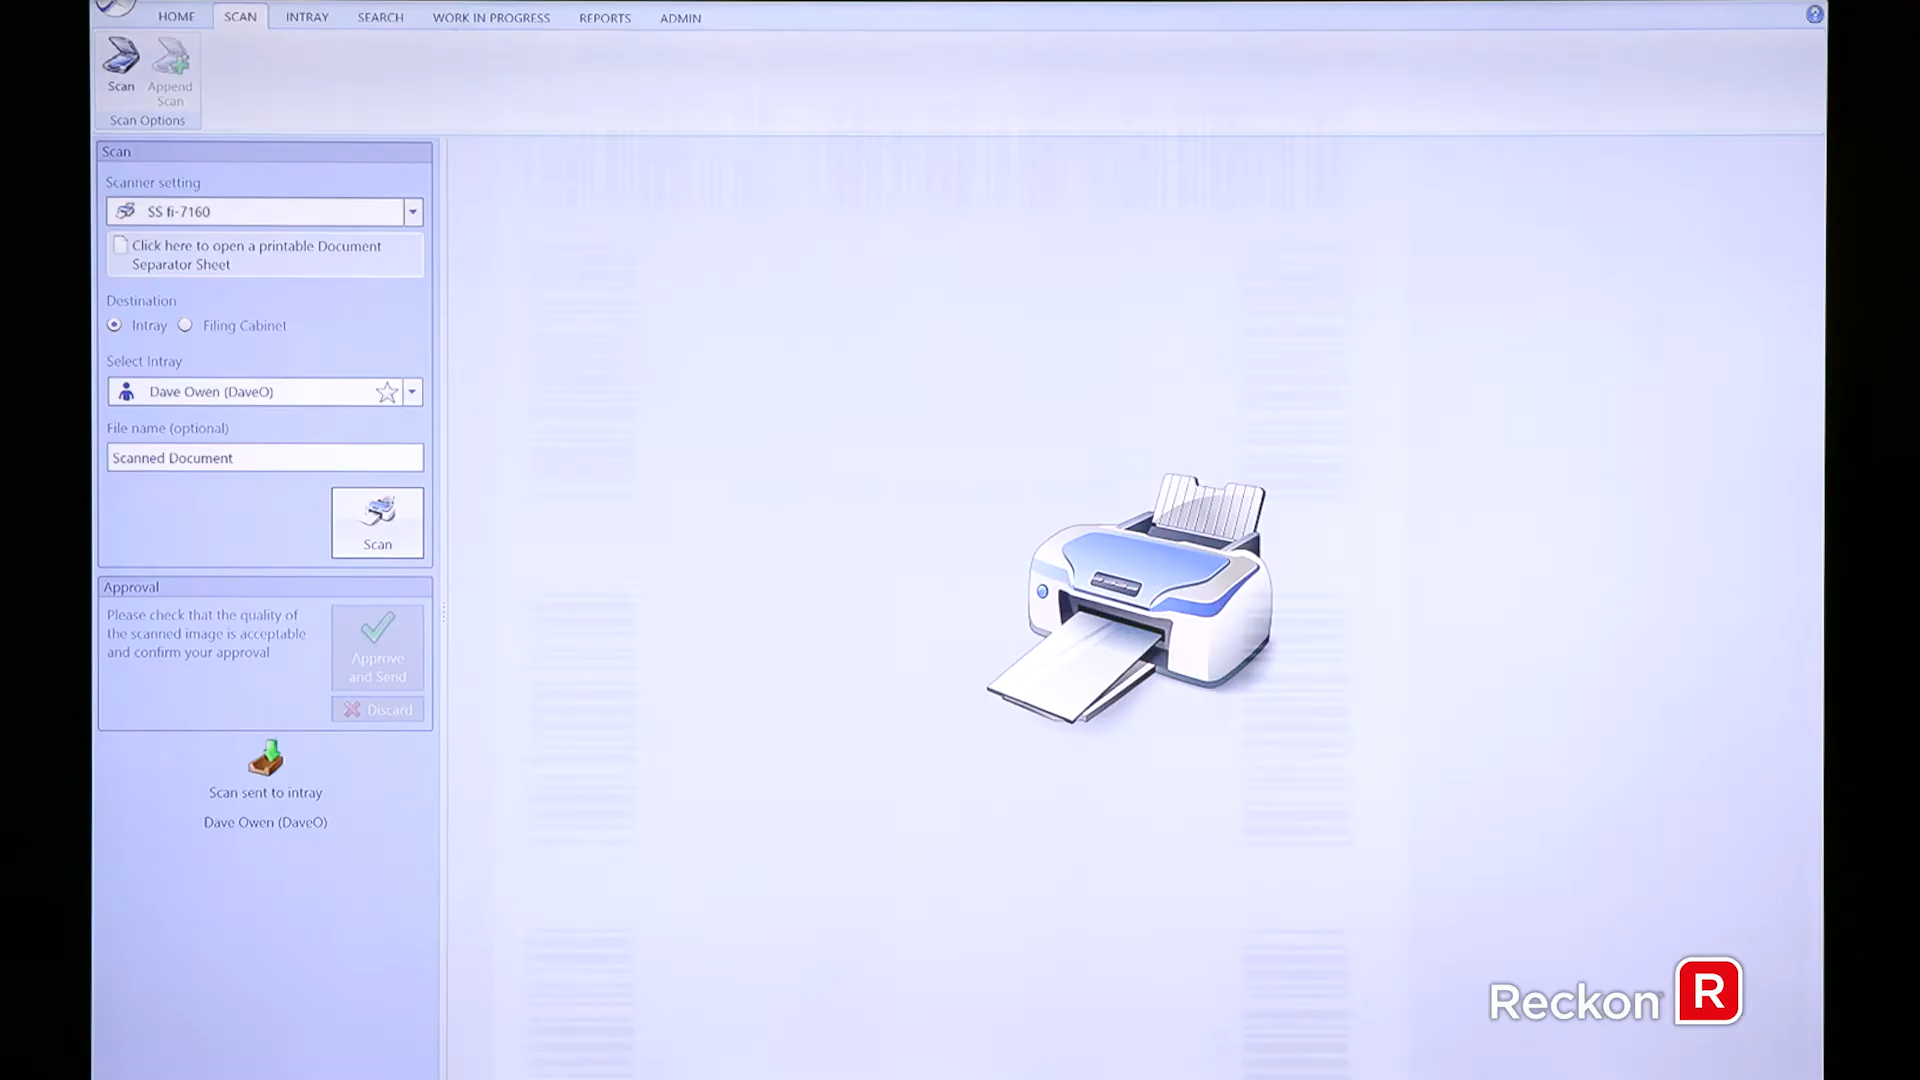 HOME SCAN INTRAY SEARCH WORK IN PROGRESS REPORTS ADMIN
Scan
Append
Scan
Scan Options
Scan
Scanner setting
SS fi-7160
Click here to open a printable Document
Separator Sheet
Destination
Intray Filing Cabinet
Select Intray
Dave Owen (DaveO)
File name (optional)
Scanned Document
Scan
Approval
Please check that the quality of
the scanned image is acceptable
and confirm your approval
Approve
and Send
Discard
Scan sent to intray
Dave Owen (DaveO)
Reckon R